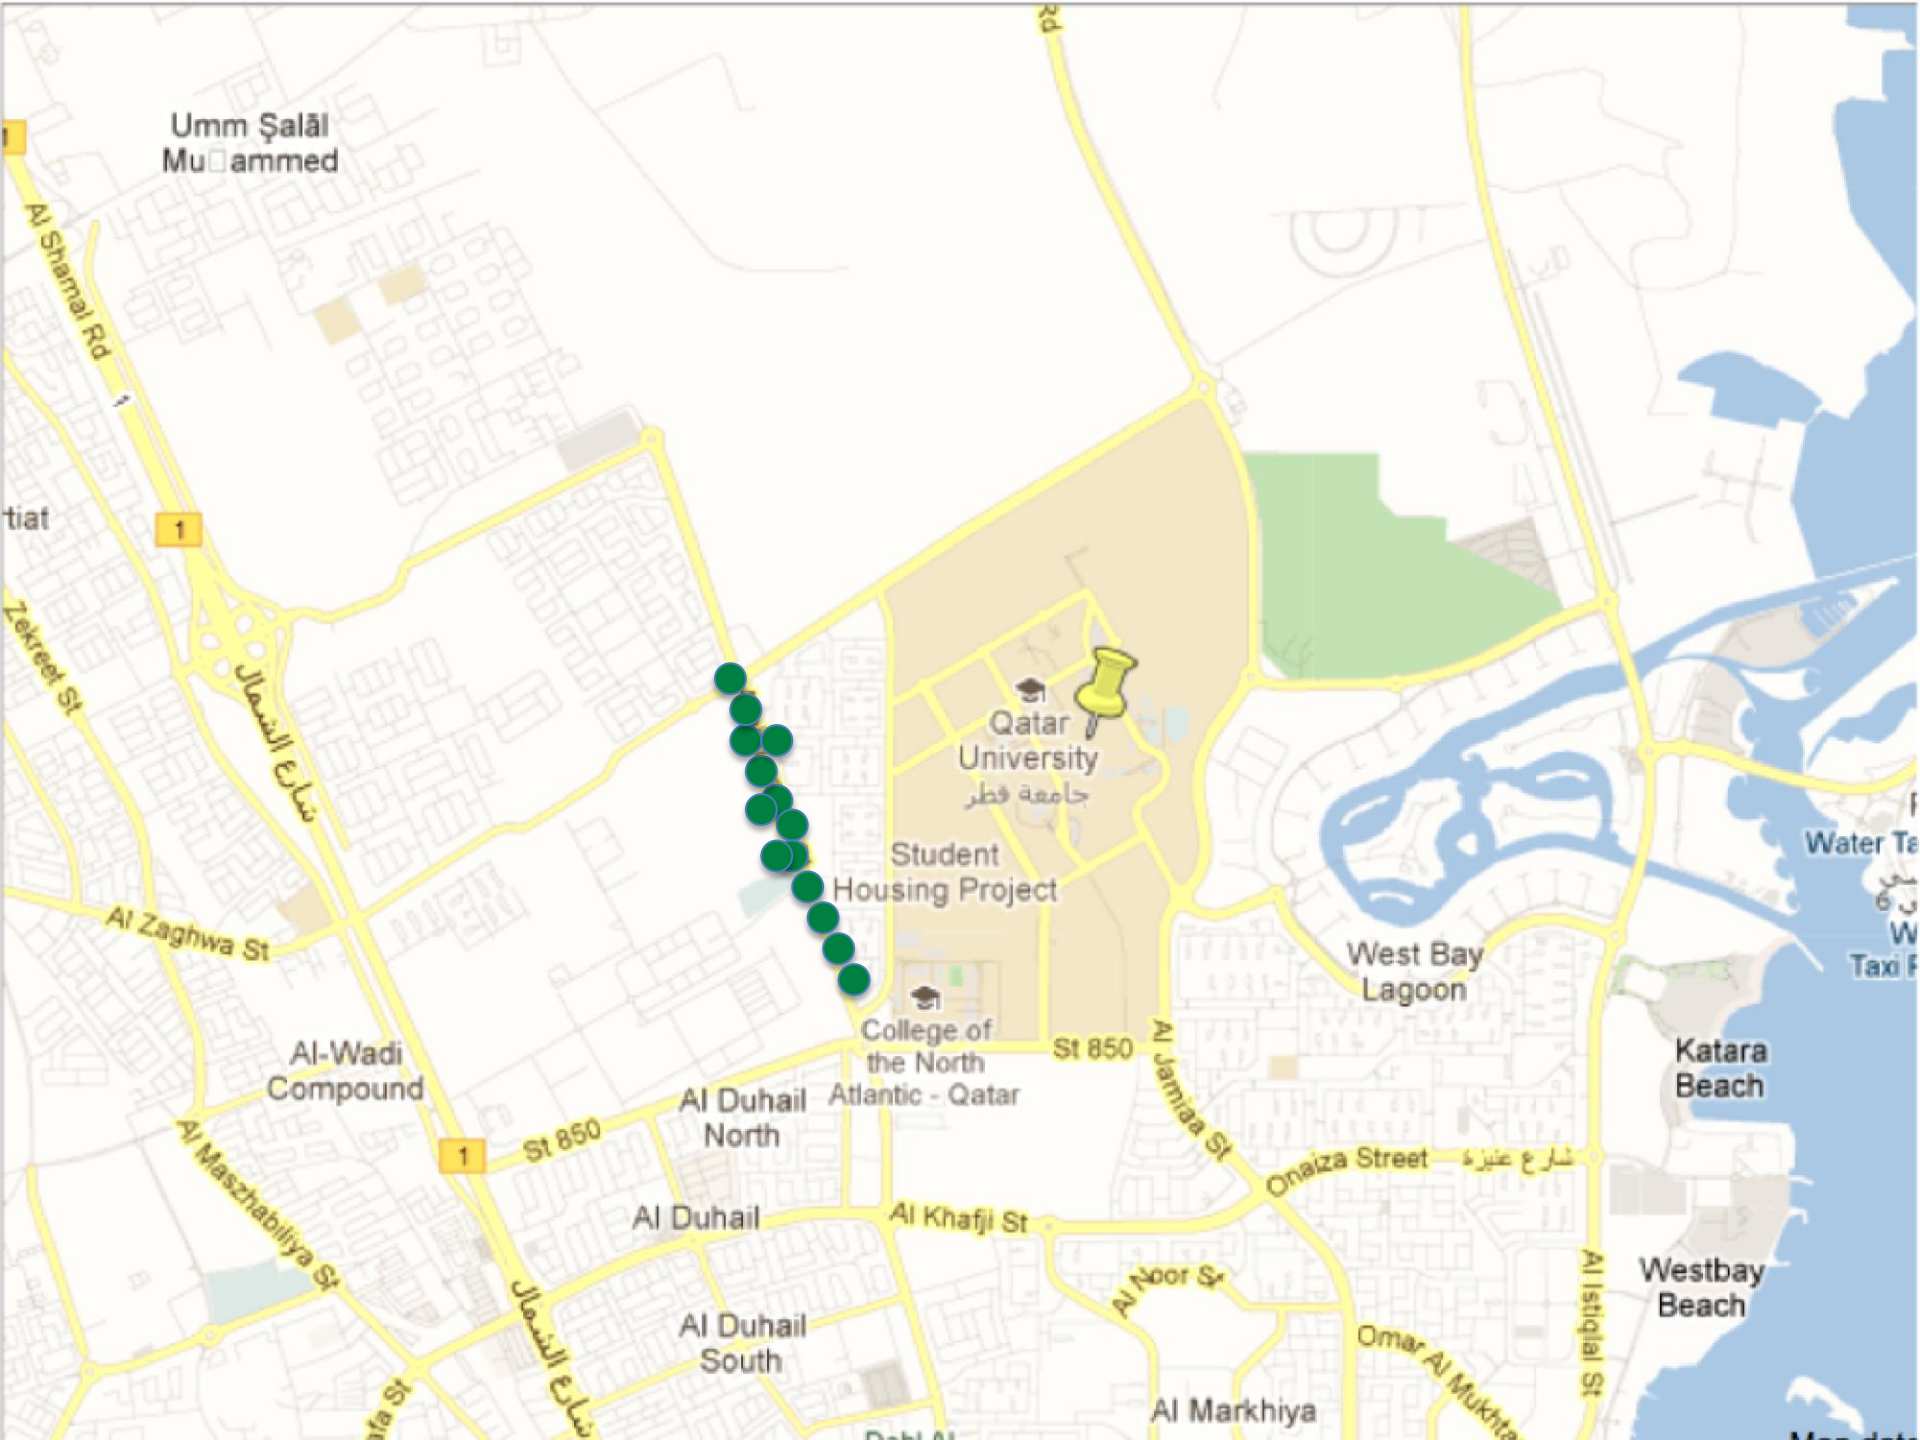 Rd
Umm Şalāl
Mu□ammed
1
Al Shamal Rd
1
tiat
1
Zekreet St
شارع الشمال
Qatar
University
جامعة قطر
Student
Housing Project
Water Ta
Taxi F
Al Zaghwa St
West Bay
Lagoon
College of
the North
Atlantic - Qatar
St 850
Al Jamiaa St
Katara
Beach
Al-Wadi
Compound
Al Duhail
North
St 850
1
Al Maszhabiliya St
Onaiza Street
شارع عنيزة
Al Duhail
Al Khafji St
Al Noor St
Westbay
Beach
شارع الشمال
Al Istiqlal St
Al Duhail
South
Omar Al Mukhta
afa St
Al Markhiya